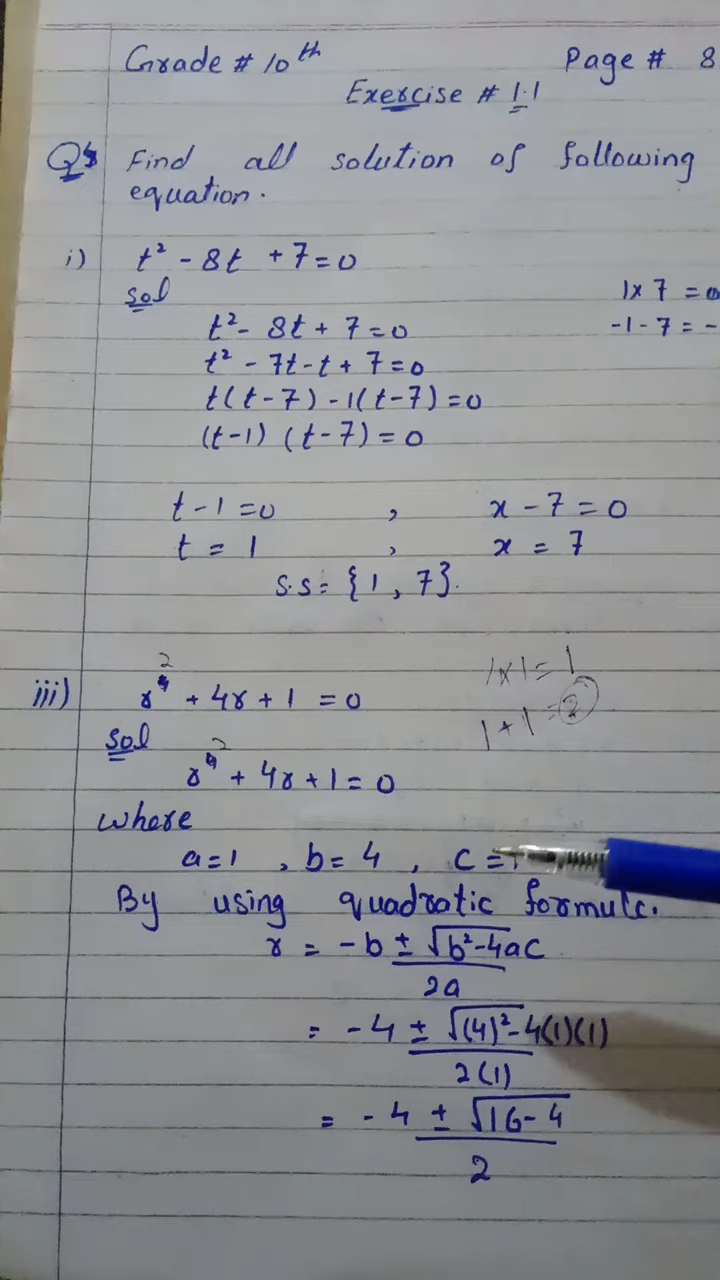 Grade # 10th Page # 8
Exercise # 1.1
Find all solution of following
equation.
i) t² - 8t + 7 = 0
Sol
1 x 7 =
t² - 8t + 7 = 0
-1 - 7 = -
t² - 7t - t + 7 = 0
t(t - 7) - 1(t - 7) = 0
(t - 1) (t - 7) = 0
t - 1 = 0 , x - 7 = 0
t = 1 , x = 7
S.S = {1, 7}.
1 x 1 = 1
iii) r² + 4r + 1 = 0
1 + 1 = 2
Sol
r² + 4r + 1 = 0
where
a = 1 , b = 4 , c =
By using quadratic
r = -b ± √b² - 4ac
2a
= -4 ± √(4)² - 4(1)(1)
2(1)
= -4 ± √16 - 4
2